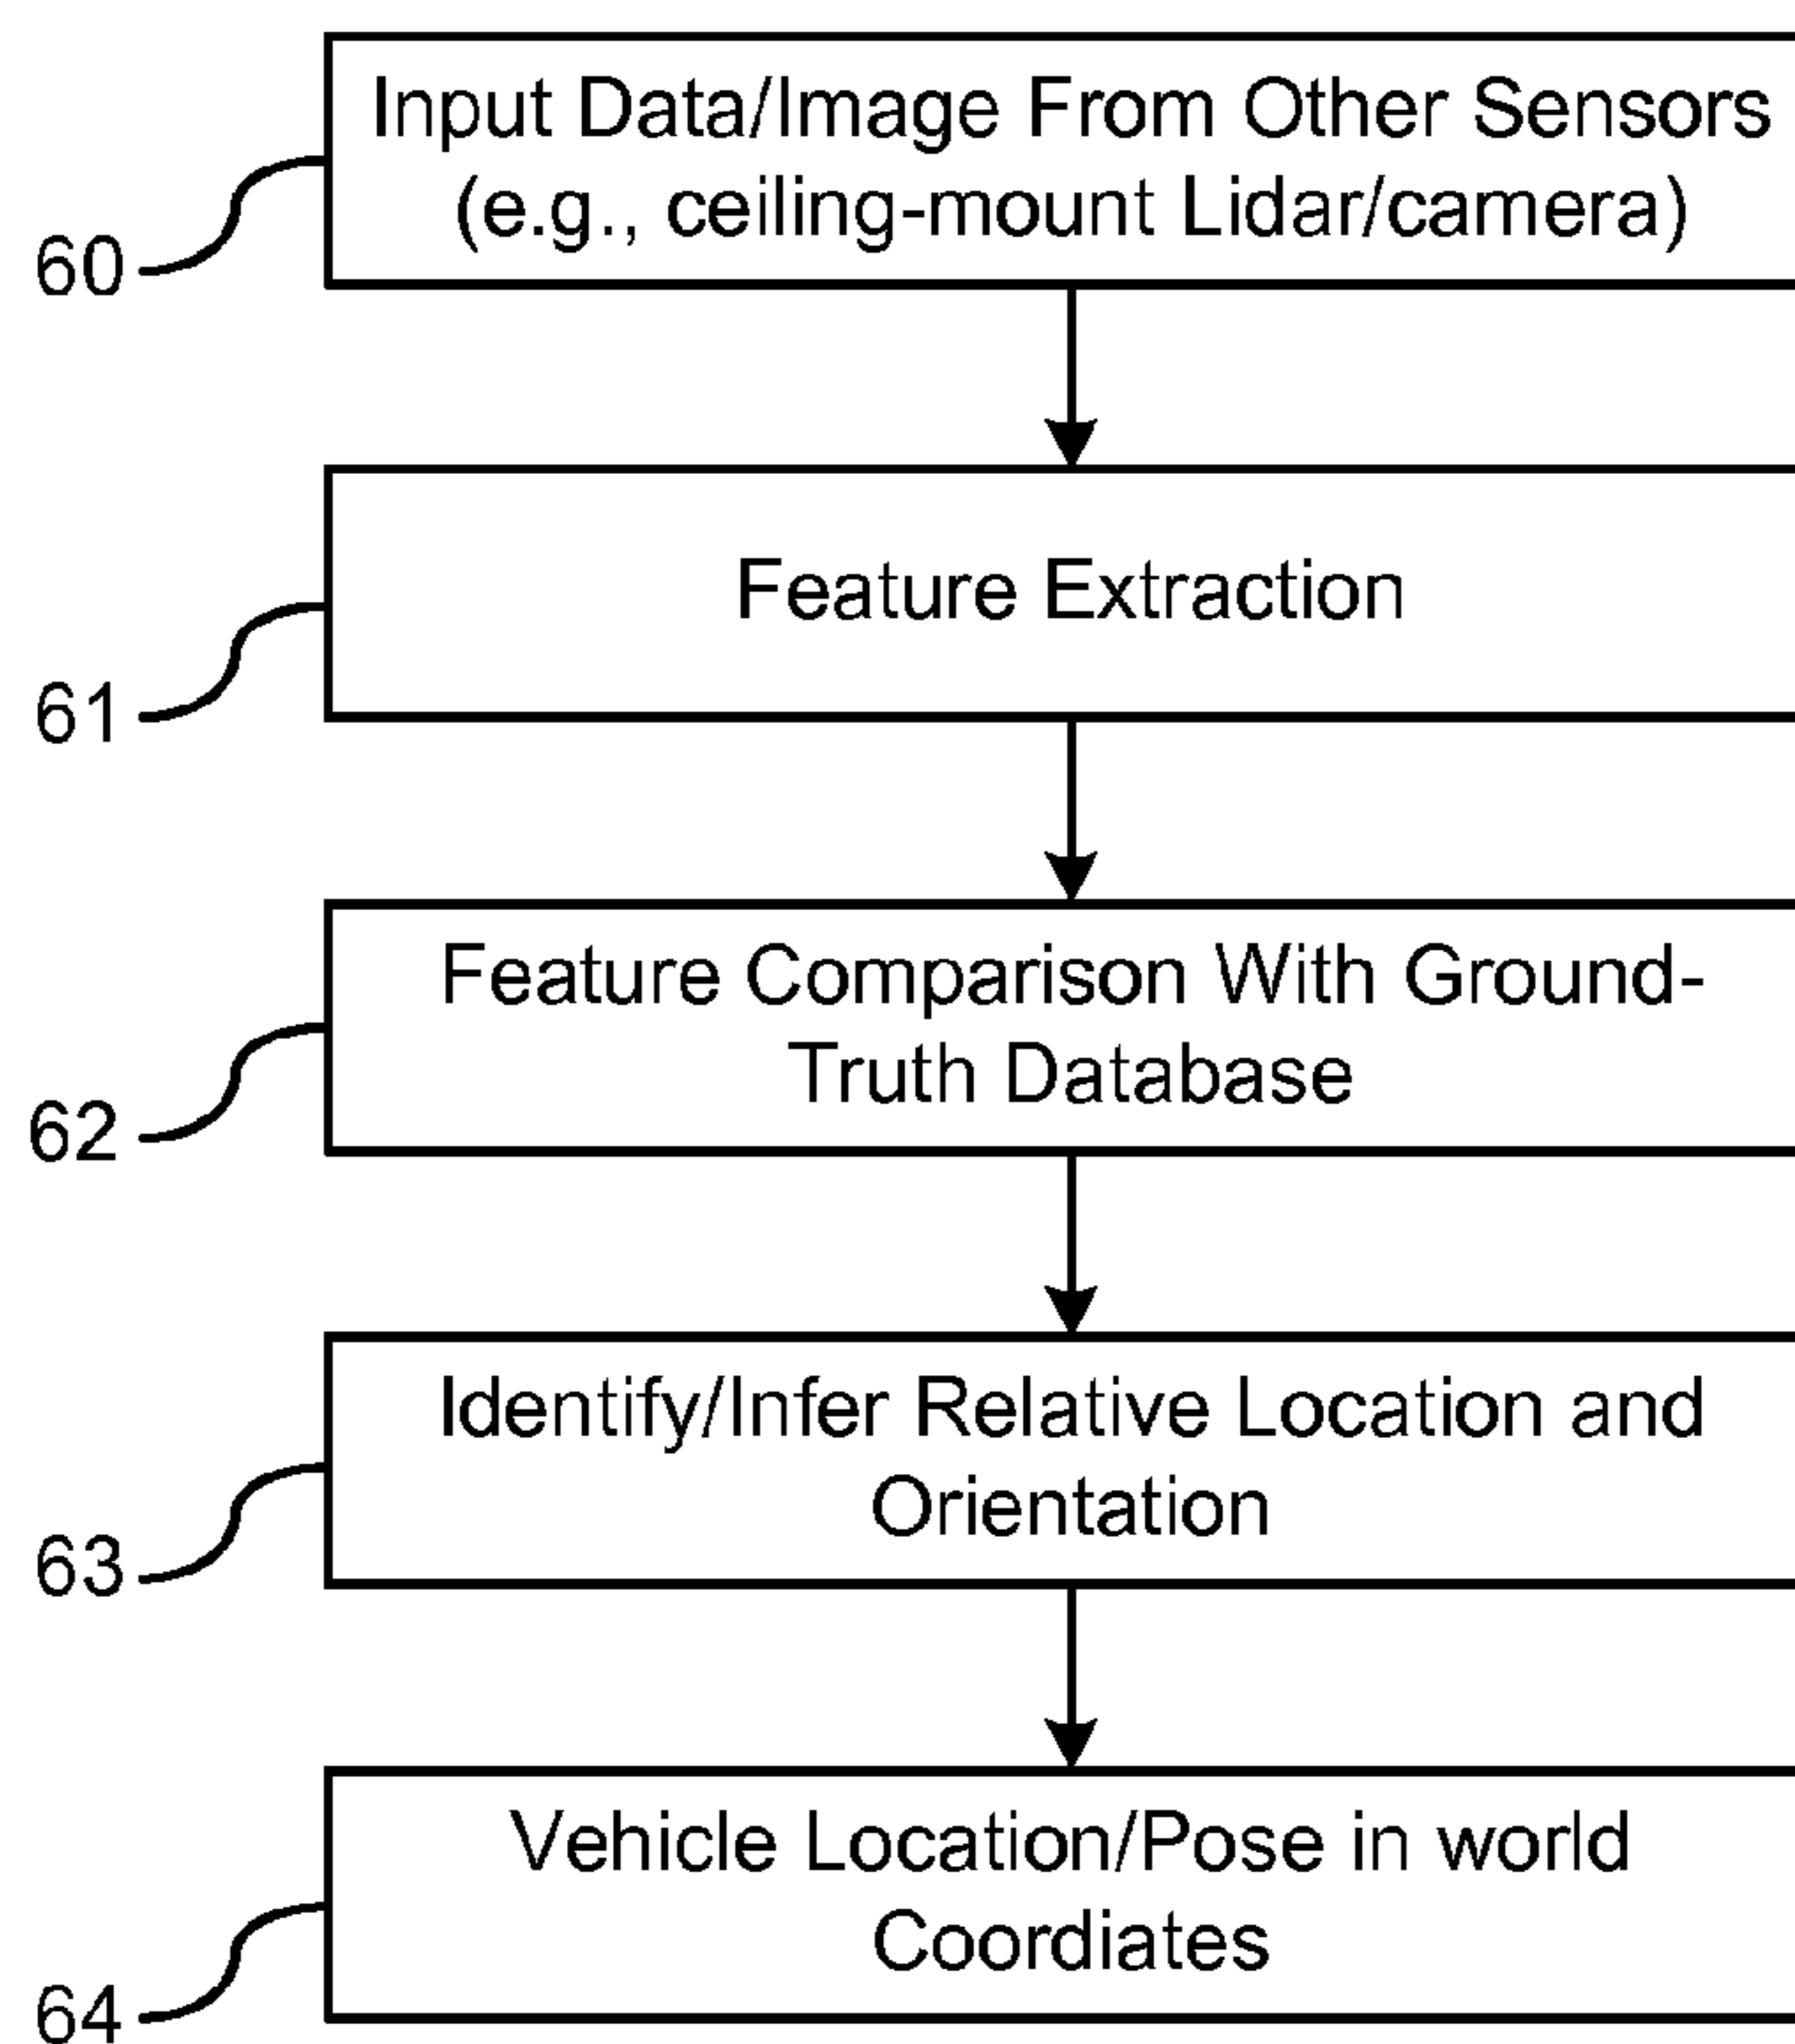 Input Data/Image From Other Sensors
(e.g., ceiling-mount Lidar/camera)
60
Feature Extraction
61
Feature Comparison With Ground-
Truth Database
62
Identify/Infer Relative Location and
Orientation
63
Vehicle Location/Pose in world
Coordiates
64